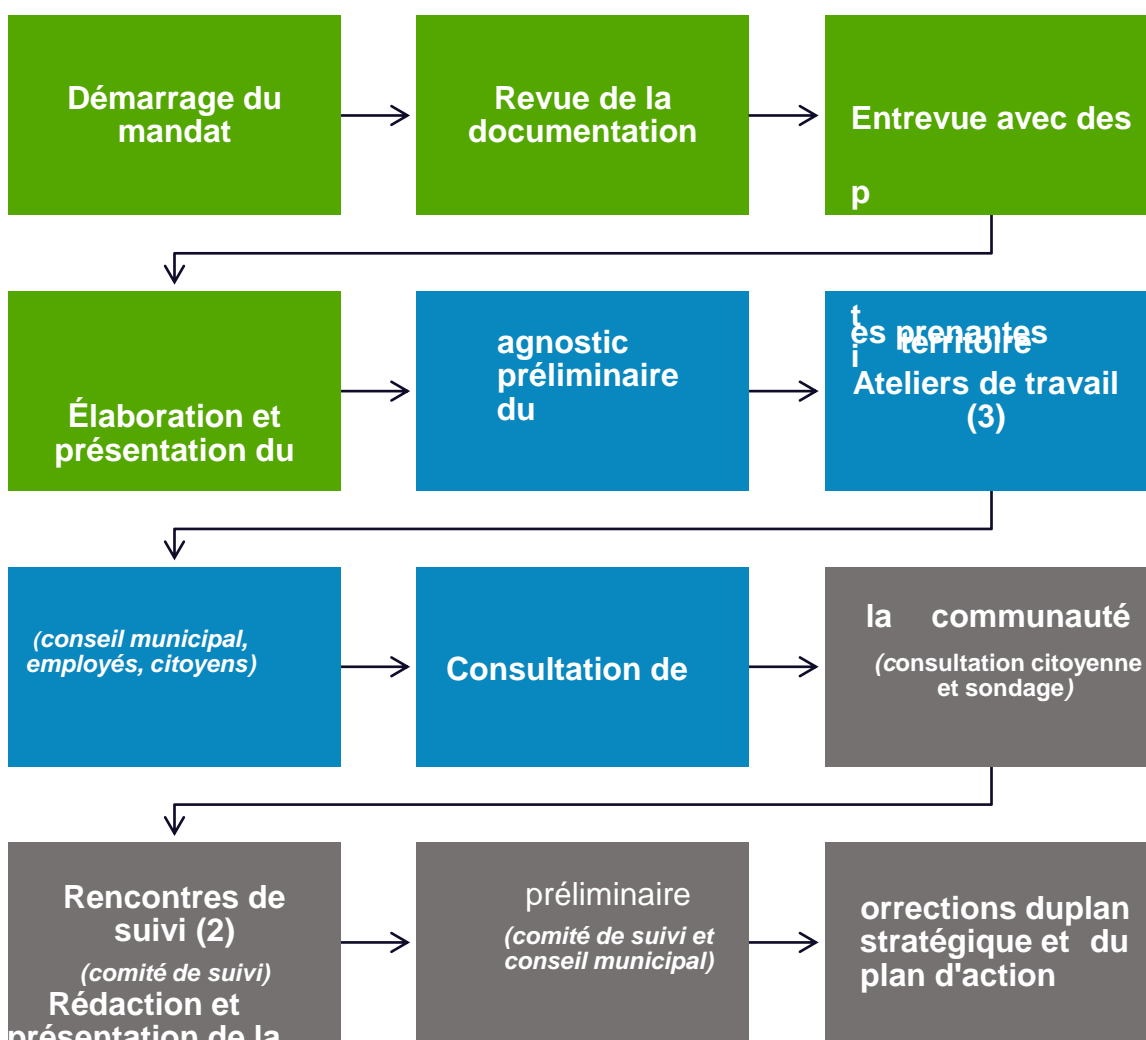 Démarrage du
mandat
Revue de la
documentation
Entrevue avec des
p
Élaboration et
présentation du
agnostic
préliminaire
du
t
i
es prenantes
territoire
Ateliers de travail
(3)
(conseil municipal,
employés, citoyens)
Consultation de
la communauté
(consultation citoyenne
et sondage)
Rencontres de
suivi (2)
(comité de suivi)
Rédaction et
présentation de la
préliminaire
(comité de suivi et
conseil municipal)
orrections duplan
stratégique et du
plan d'action